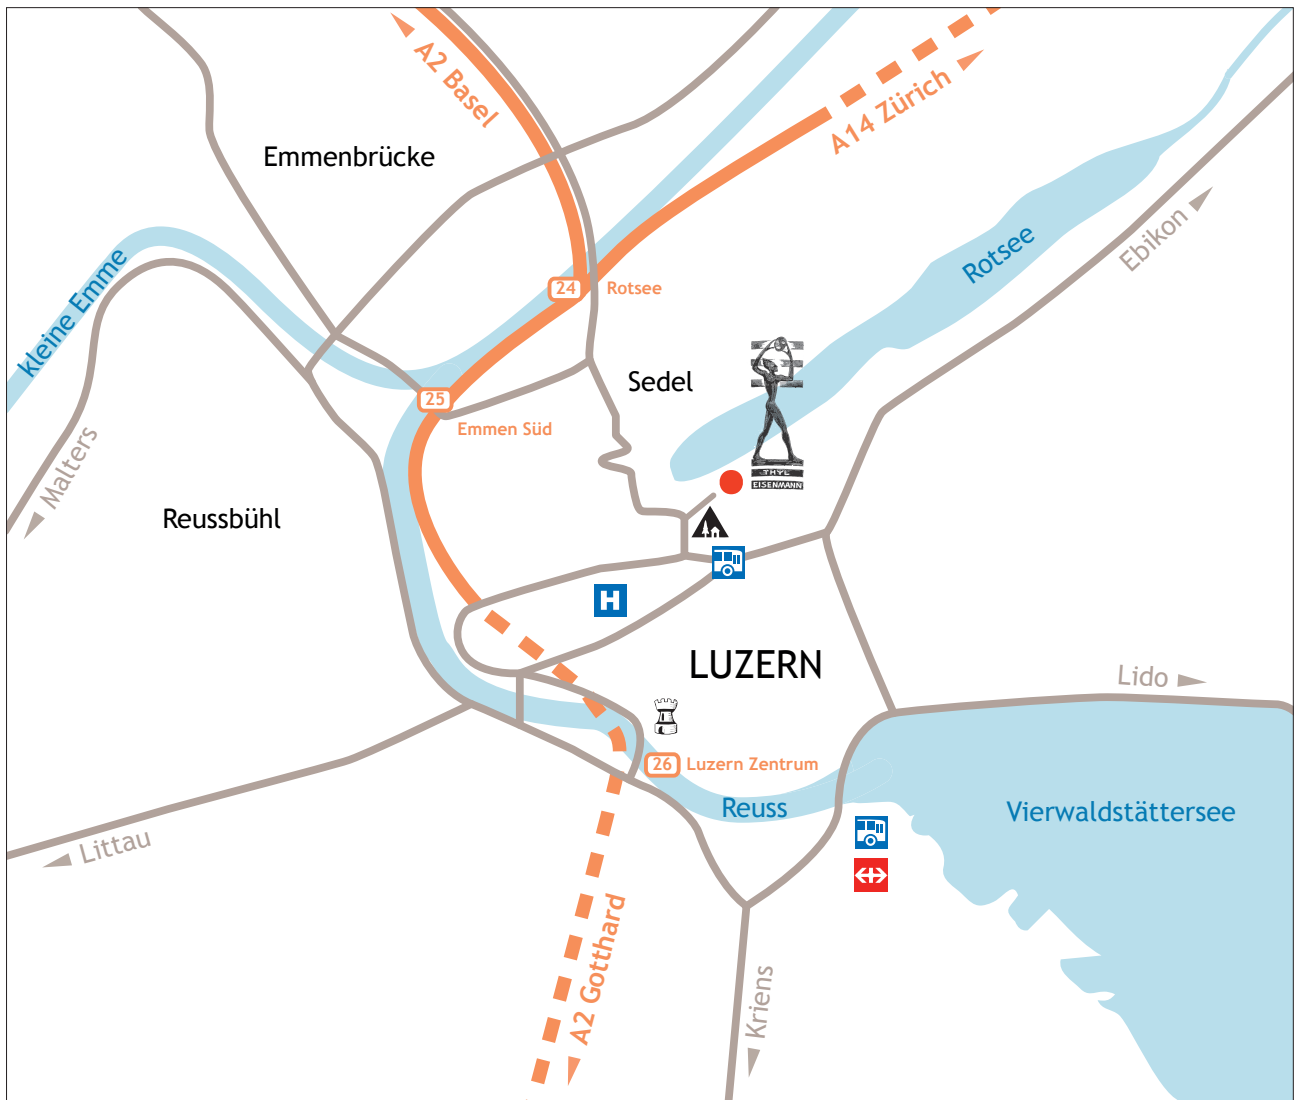 A2 Basel
A14 Zürich
Emmenbrücke
Ebikon
Rotsee
kleine Emme
24
Rotsee
Sedel
25
Emmen Süd
THYL
EISENMANN
Malters
Reussbühl
H
LUZERN
Lido
26
Luzern Zentrum
Reuss
Vierwaldstättersee
Littau
A2 Gotthard
Kriens